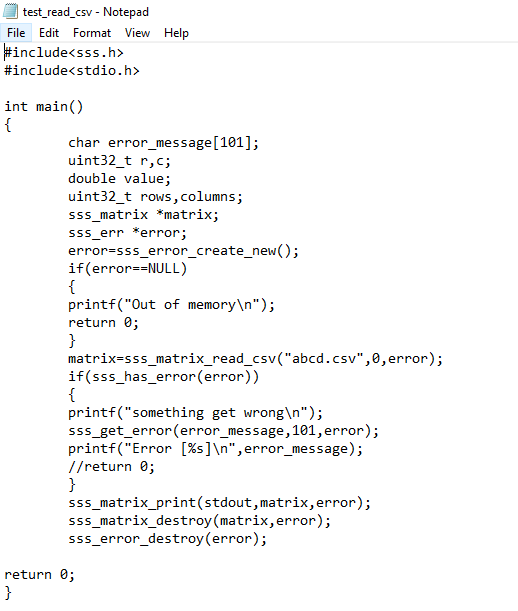 test_read_csv - Notepad
File Edit Format View Help
#include<sss.h>
#include<stdio.h>
int main()
{
char error_message[101];
uint32_t r,c;
double value;
uint32_t rows,columns;
sss_matrix *matrix;
sss_err *error;
error=sss_error_create_new();
if(error==NULL)
{
printf("Out of memory\n");
return 0;
}
matrix=sss_matrix_read_csv("abcd.csv",0,error);
if(sss_has_error(error))
{
printf("something get wrong\n");
sss_get_error(error_message,101,error);
printf("Error [%s]\n",error_message);
//return 0;
}
sss_matrix_print(stdout,matrix,error);
sss_matrix_destroy(matrix,error);
sss_error_destroy(error);
return 0;
}